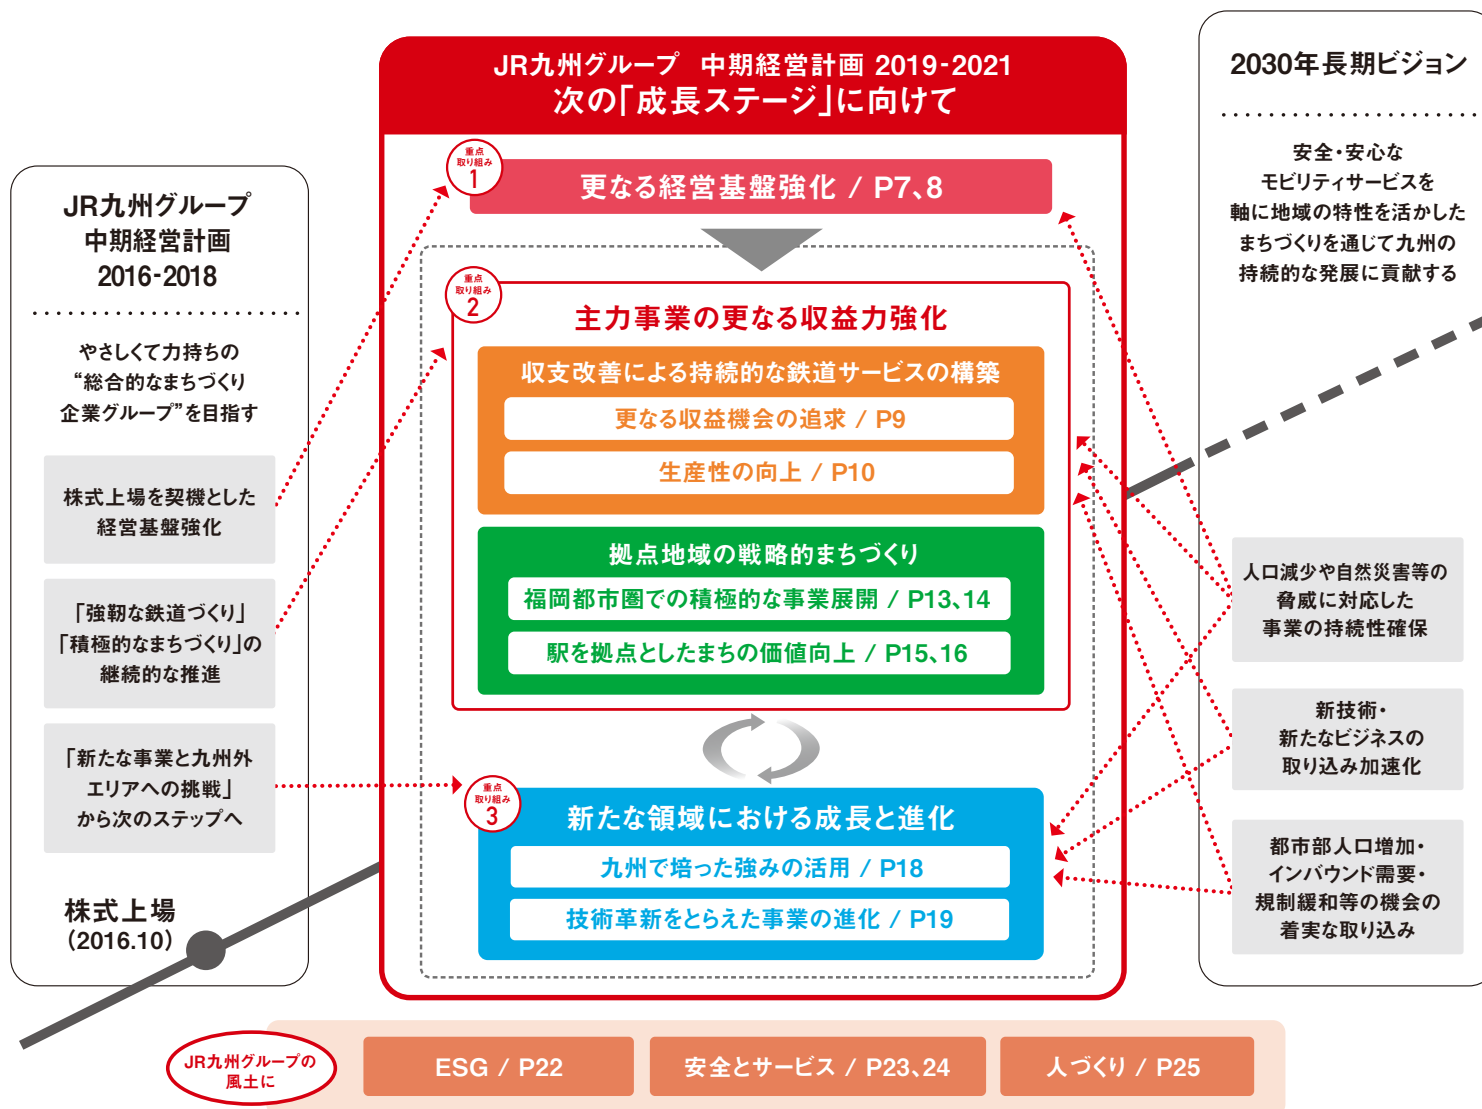 JR九州グループ
中期経営計画
2016-2018
やさしくて力持ちの
“総合的なまちづくり
企業グループ”を目指す
株式上場を契機とした
経営基盤強化
「強靭な鉄道づくり」
「積極的なまちづくり」の
継続的な推進
「新たな事業と九州外
エリアへの挑戦」
から次のステップへ
株式上場
（2016.10）
JR九州グループ 中期経営計画 2019-2021
次の「成長ステージ」に向けて
重点
取り組み
1
更なる経営基盤強化 / P7、8
重点
取り組み
2
主力事業の更なる収益力強化
収支改善による持続的な鉄道サービスの構築
更なる収益機会の追求 / P9
生産性の向上 / P10
拠点地域の戦略的まちづくり
福岡都市圏での積極的な事業展開 / P13、14
駅を拠点としたまちの価値向上 / P15、16
重点
取り組み
3
新たな領域における成長と進化
九州で培った強みの活用 / P18
技術革新をとらえた事業の進化 / P19
2030年長期ビジョン
安全・安心な
モビリティサービスを
軸に地域の特性を活かした
まちづくりを通じて九州の
持続的な発展に貢献する
人口減少や自然災害等の
脅威に対応した
事業の持続性確保
新技術・
新たなビジネスの
取り込み加速化
都市部人口増加・
インバウンド需要・
規制緩和等の機会の
着実な取り込み
JR九州グループの
風土に
ESG / P22
安全とサービス / P23、24
人づくり / P25